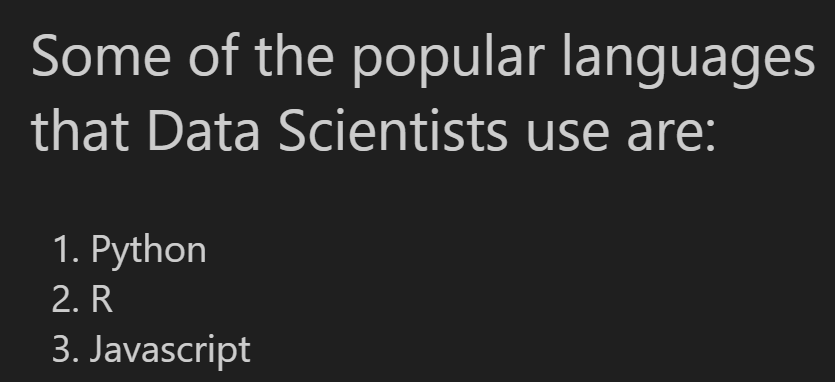 Some of the popular languages
that Data Scientists use are:
1. Python
2. R
3. Javascript